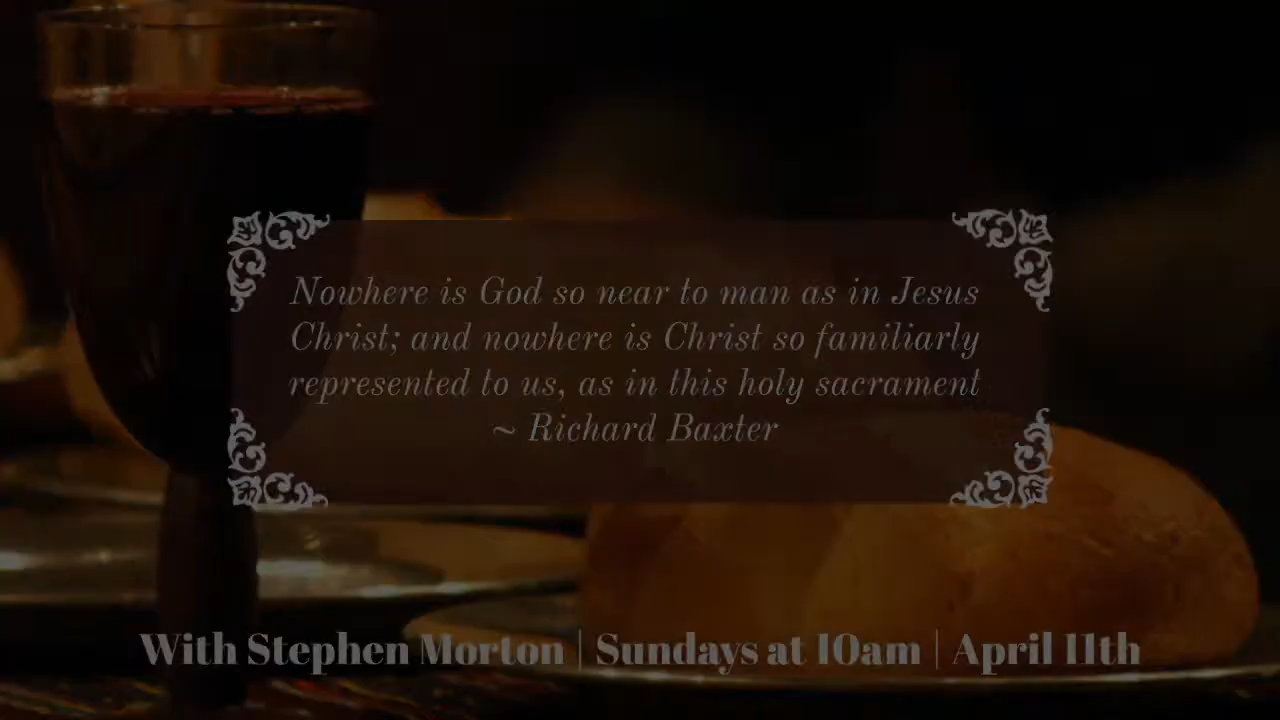 Nowhere is God so near to man as in Jesus
Christ; and nowhere is Christ so familiarly
represented to us, as in this holy sacrament
~ Richard Baxter
With Stephen Morton | Sundays at 10am | April 11th